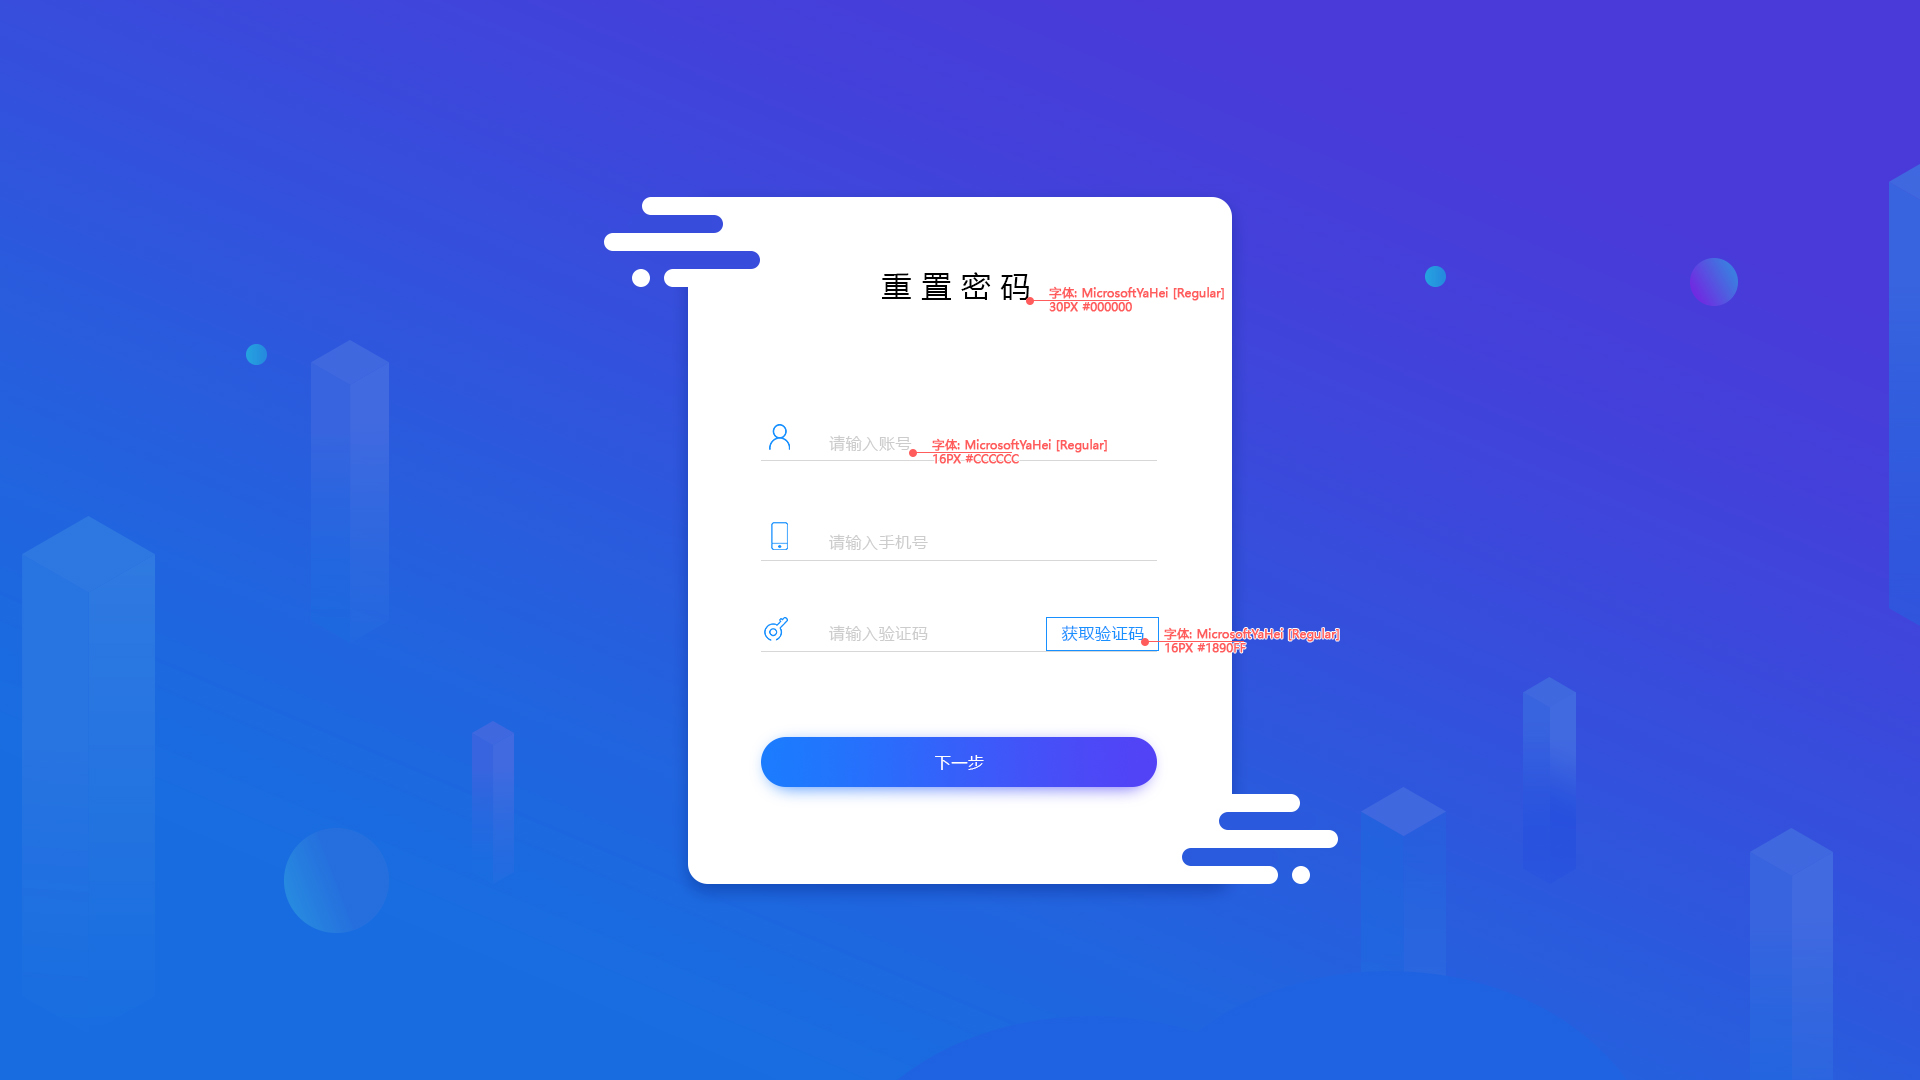 重置密码
字体: MicrosoftYaHei [Regular]
30PX #000000
请输入账号
字体: MicrosoftYaHei [Regular]
16PX #CCCCCC
请输入手机号
请输入验证码
获取验证码
字体: MicrosoftYaHei [Regular]
16PX #1890FF
下一步